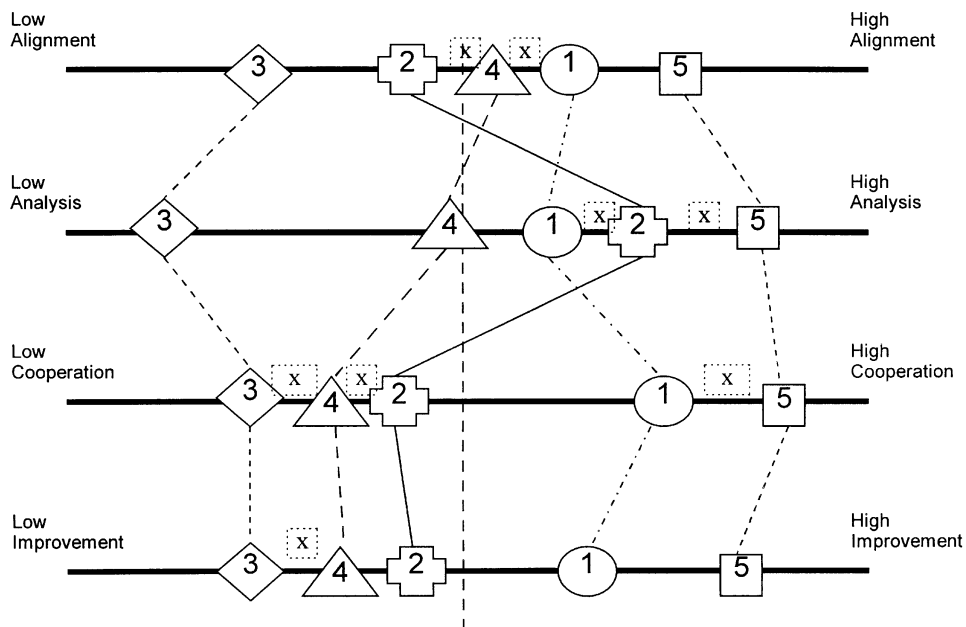 Low
Alignment
3
2
x
4
x
1
5
High
Alignment
Low
Analysis
3
4
1
x
2
x
5
High
Analysis
Low
Cooperation
3
x
4
x
2
1
x
5
High
Cooperation
Low
Improvement
3
x
4
2
1
5
High
Improvement